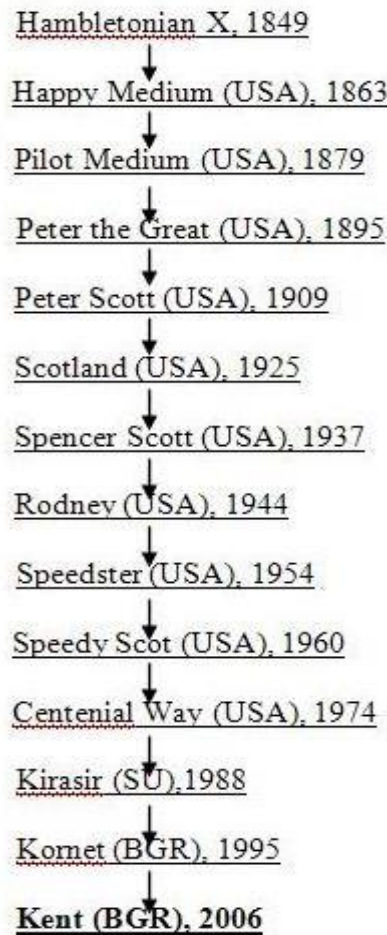 Hambletonian X, 1849
Happy Medium (USA), 1863
Pilot Medium (USA), 1879
Peter the Great (USA), 1895
Peter Scott (USA), 1909
Scotland (USA), 1925
Spencer Scott (USA), 1937
Rodney (USA), 1944
Speedster (USA), 1954
Speedy Scot (USA), 1960
Centenial Way (USA), 1974
Kirasir (SU),1988
Kornet (BGR), 1995
Kent (BGR), 2006